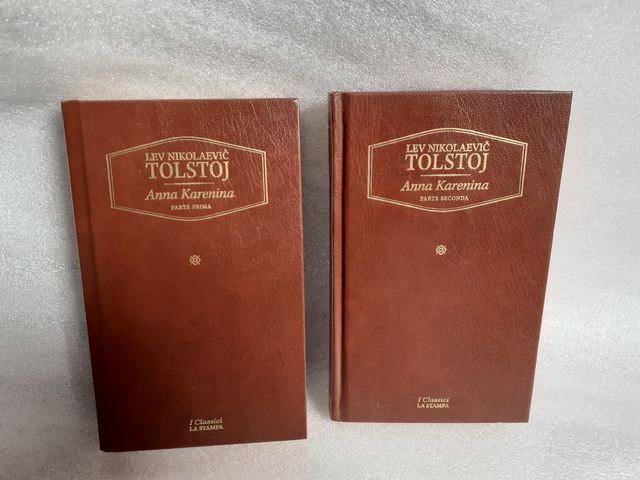 LEV NIKOLAEVIČ
TOLSTOJ
Anna Karenina
PARTE PRIMA
I Classici
LA STAMPA
LEV NIKOLAEVIČ
TOLSTOJ
Anna Karenina
PARTE SECONDA
I Classici
LA STAMPA